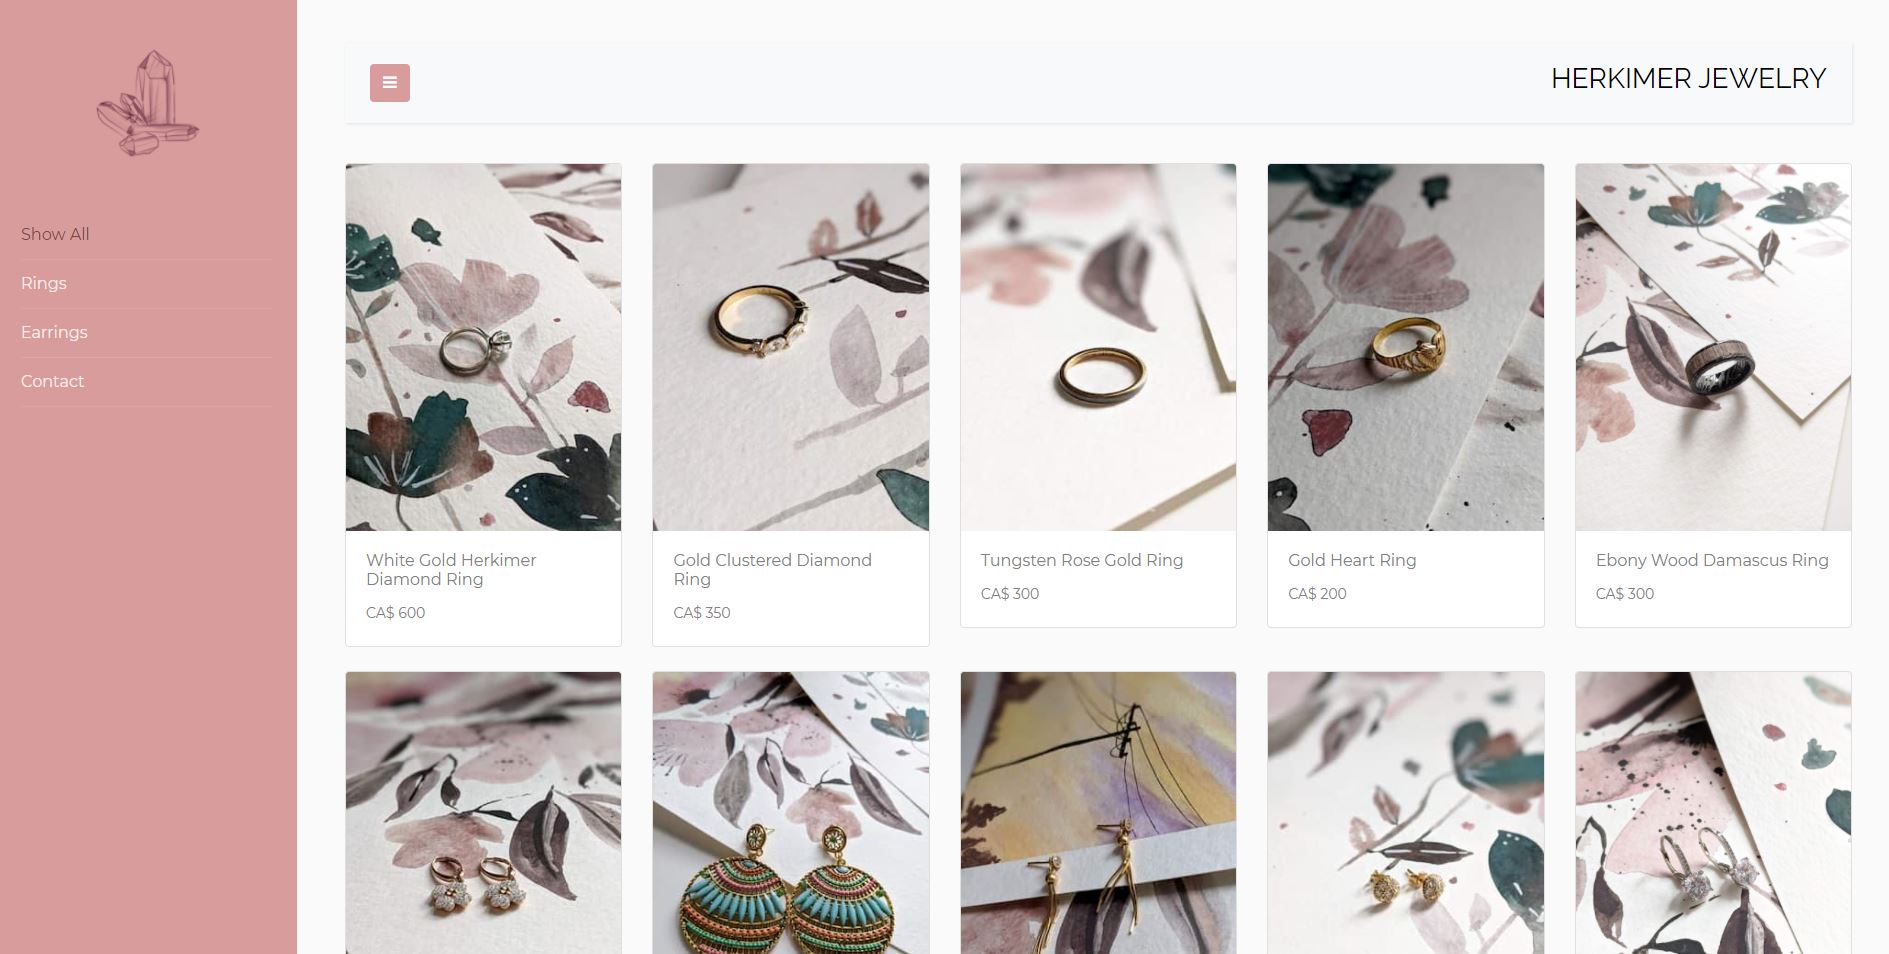 HERKIMER JEWELRY
Show All
Rings
Earrings
Contact
White Gold Herkimer
Diamond Ring
CA$ 600
Gold Clustered Diamond
Ring
CA$ 350
Tungsten Rose Gold Ring
CA$ 300
Gold Heart Ring
CA$ 200
Ebony Wood Damascus Ring
CA$ 300